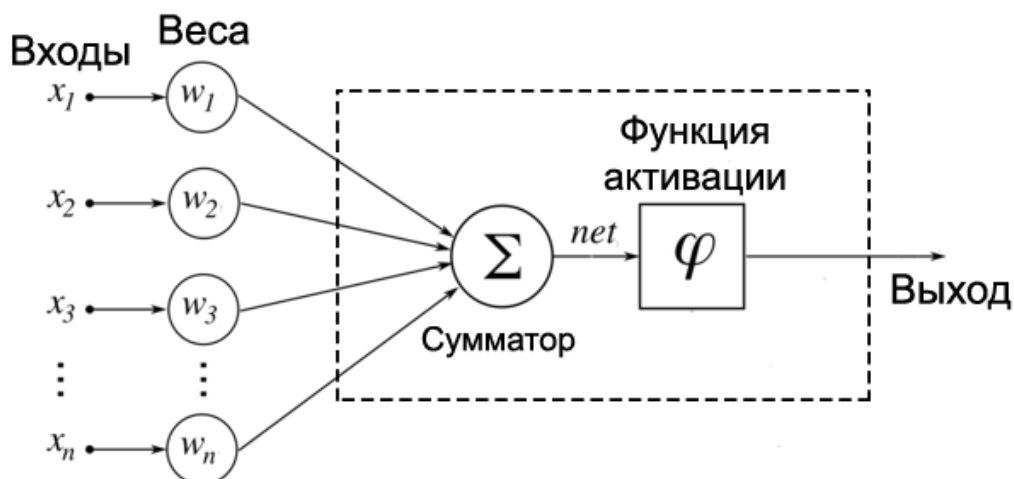 Входы
Веса
x1
w1
x2
w2
x3
w3
⋮
⋮
xn
wn
Σ
Сумматор
net
Функция
активации
φ
Выход